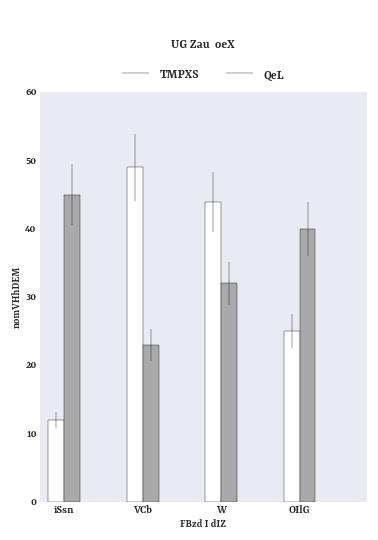 UG Zau oeX
TMPXS QeL
60
50
40
30
20
10
0
nomVHhDEM
iSsn VCb W OIlG
FBzd I dIZ